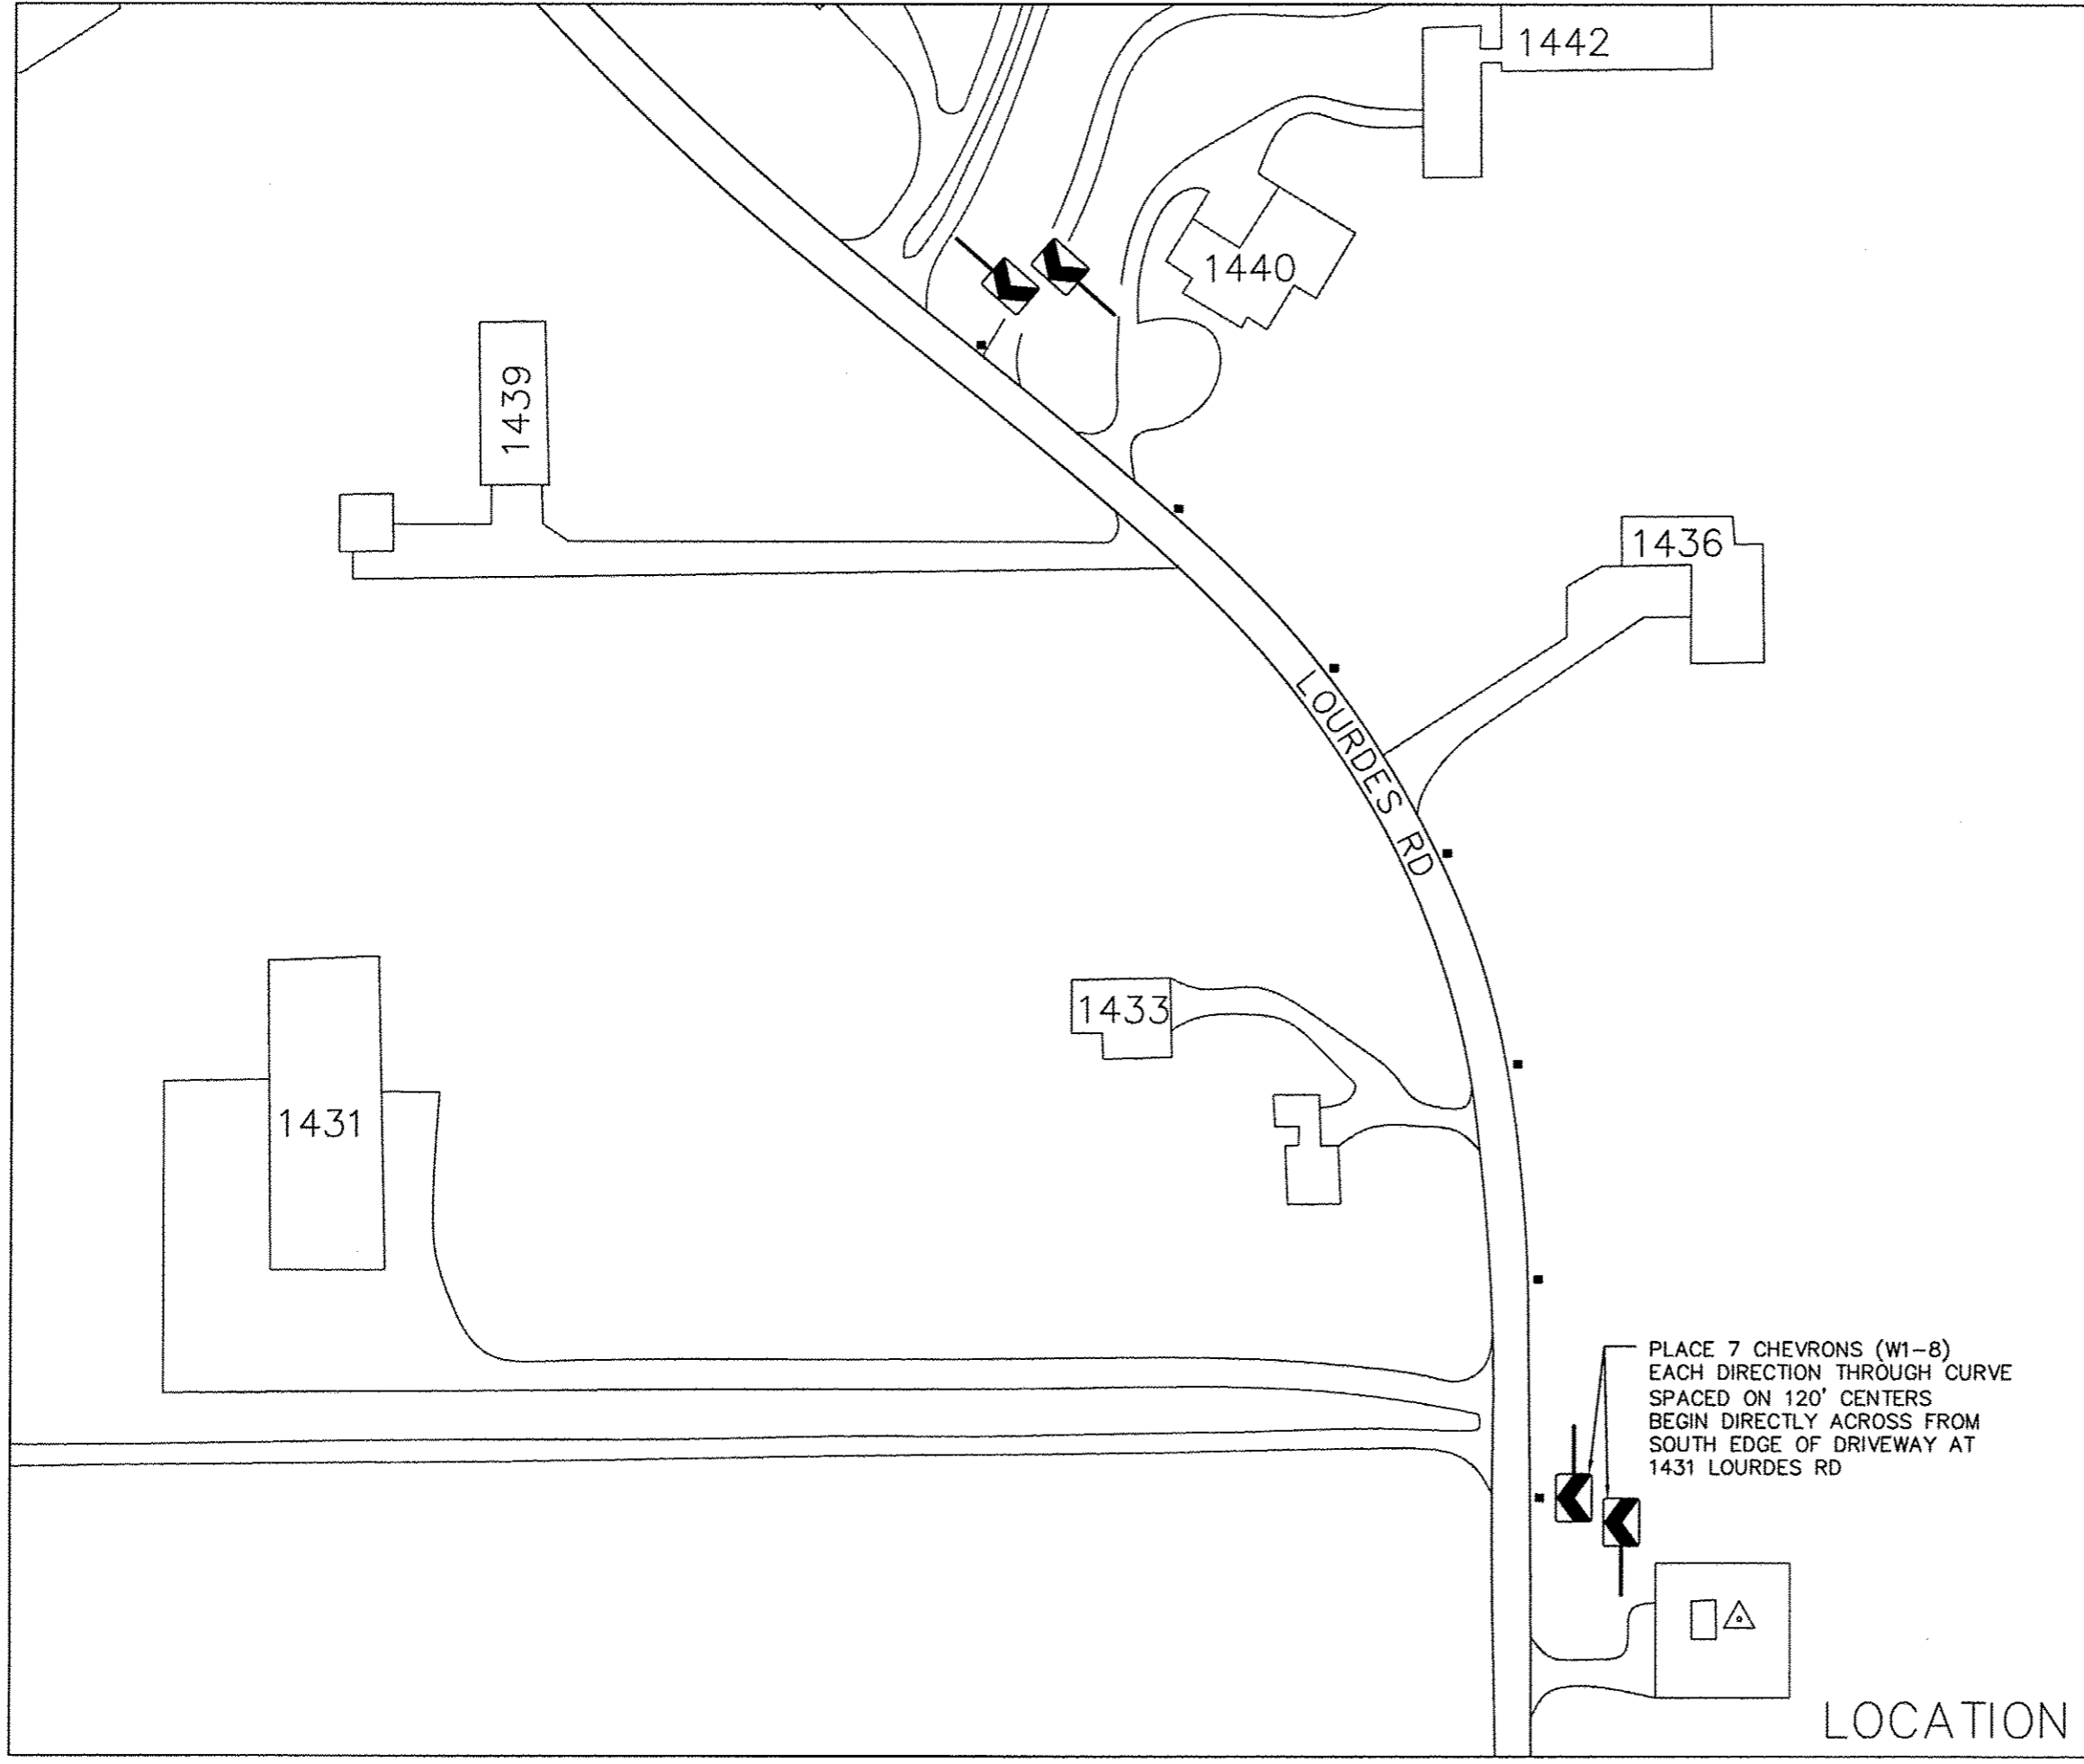 1442
1440
1439
1436
LOURDES RD
1433
1431
PLACE 7 CHEVRONS (W1-8)
EACH DIRECTION THROUGH CURVE
SPACED ON 120' CENTERS
BEGIN DIRECTLY ACROSS FROM
SOUTH EDGE OF DRIVEWAY AT
1431 LOURDES RD
LOCATION